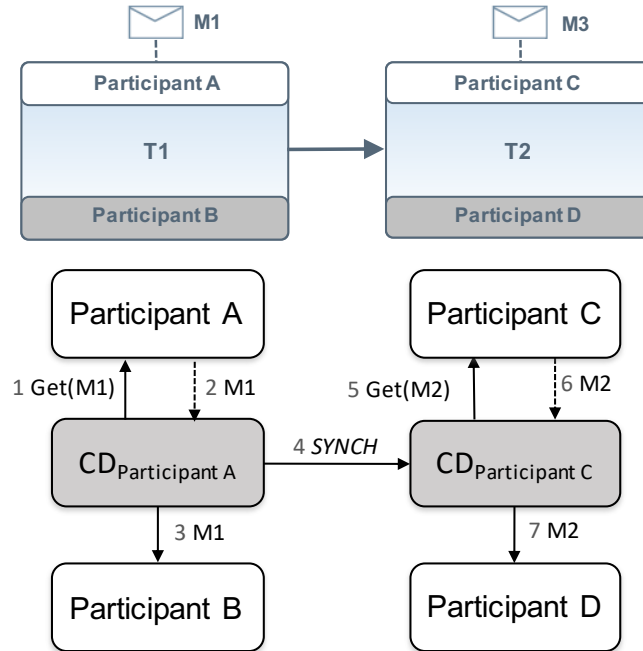 M1 M3
Participant A Participant C
T1 T2
Participant B Participant D
Participant A Participant C
1 Get(M1) 2 M1 5 Get(M2) 6 M2
4 SYNCH
CDParticipant A CDParticipant C
3 M1 7 M2
Participant B Participant D